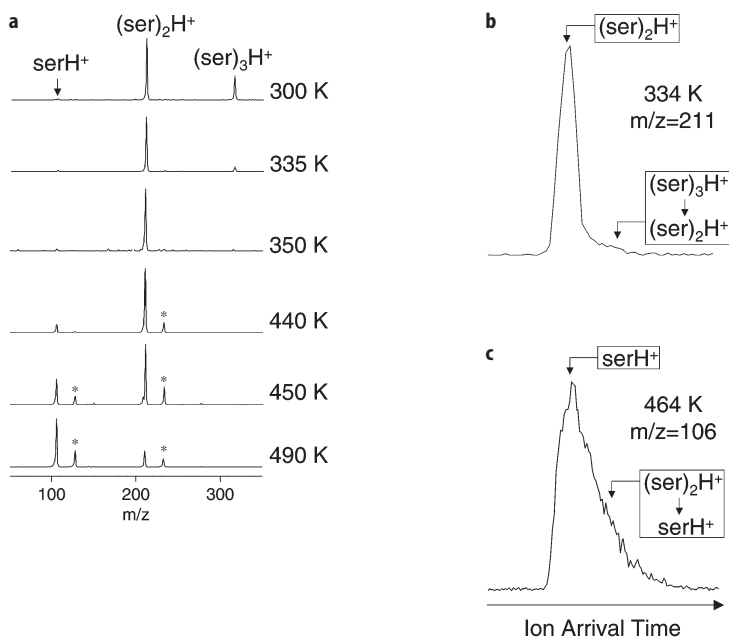 a
serH⁺
(ser)₂H⁺
(ser)₃H⁺
300 K
335 K
350 K
*
440 K
* *
450 K
* *
490 K
100 200 300
m/z
b
(ser)₂H⁺
334 K
m/z=211
(ser)₃H⁺
(ser)₂H⁺
c
serH⁺
464 K
m/z=106
(ser)₂H⁺
serH⁺
Ion Arrival Time